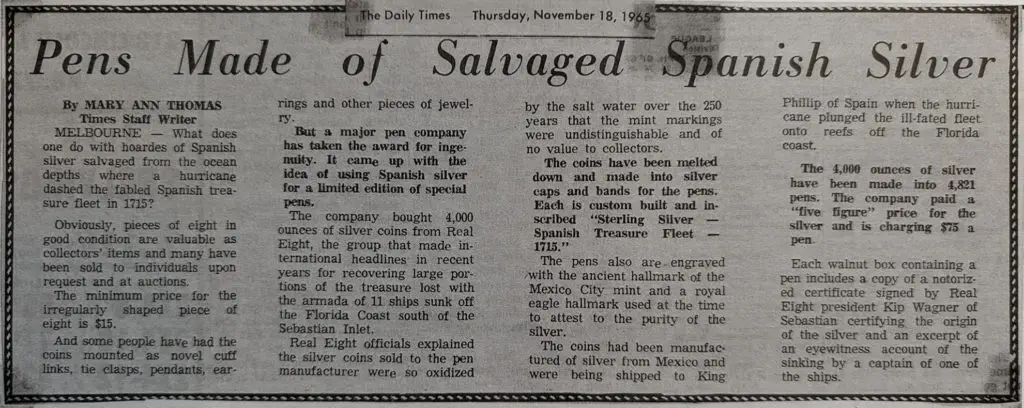 The Daily Times Thursday, November 18, 1965
Pens Made of Salvaged Spanish Silver
By MARY ANN THOMAS
Times Staff Writer
MELBOURNE — What does
one do with hoardes of Spanish
silver salvaged from the ocean
depths where a hurricane
dashed the fabled Spanish trea-
sure fleet in 1715?
Obviously, pieces of eight in
good condition are valuable as
collectors' items and many have
been sold to individuals upon
request and at auctions.
The minimum price for the
irregularly shaped piece of
eight is $15.
And some people have had the
coins mounted as novel cuff
links, tie clasps, pendants, ear-
rings and other pieces of jewel-
ry.
But a major pen company
has taken the award for inge-
nuity. It came up with the
idea of using Spanish silver
for a limited edition of special
pens.
The company bought 4,000
ounces of silver coins from Real
Eight, the group that made in-
ternational headlines in recent
years for recovering large por-
tions of the treasure lost with
the armada of 11 ships sunk off
the Florida Coast south of the
Sebastian Inlet.
Real Eight officials explained
the silver coins sold to the pen
manufacturer were so oxidized
by the salt water over the 250
years that the mint markings
were undistinguishable and of
no value to collectors.
The coins have been melted
down and made into silver
caps and bands for the pens.
Each is custom built and in-
scribed "Sterling Silver —
Spanish Treasure Fleet —
1715."
The pens also are engraved
with the ancient hallmark of the
Mexico City mint and a royal
eagle hallmark used at the time
to attest to the purity of the
silver.
The coins had been manufac-
tured of silver from Mexico and
were being shipped to King
Phillip of Spain when the hurri-
cane plunged the ill-fated fleet
onto reefs off the Florida
coast.
The 4,000 ounces of silver
have been made into 4,821
pens. The company paid a
"five figure" price for the
silver and is charging $75 a
pen
Each walnut box containing a
pen includes a copy of a notoriz-
ed certificate signed by Real
Eight president Kip Wagner of
Sebastian certifying the origin
of the silver and an excerpt of
an eyewitness account of the
sinking by a captain of one of
the ships.